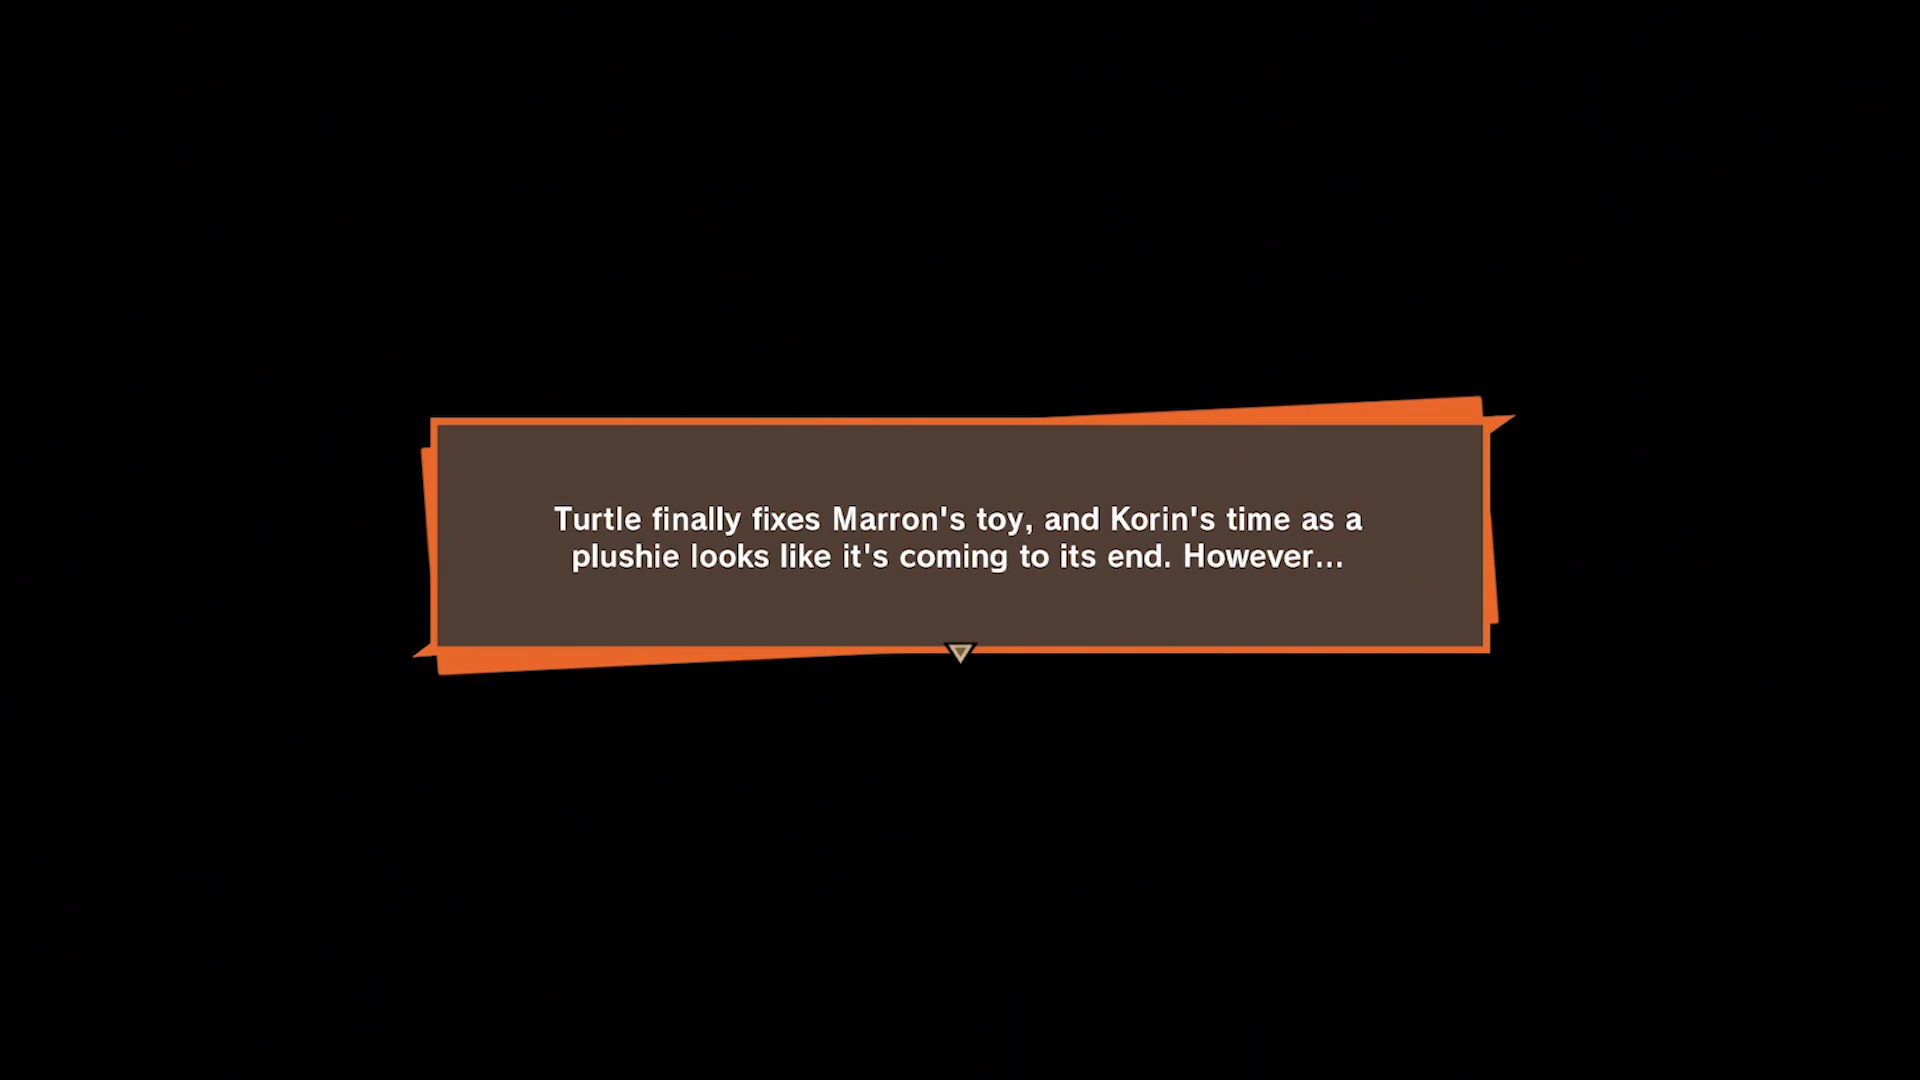 Turtle finally fixes Marron's toy, and Korin's time as a
plushie looks like it's coming to its end. However...